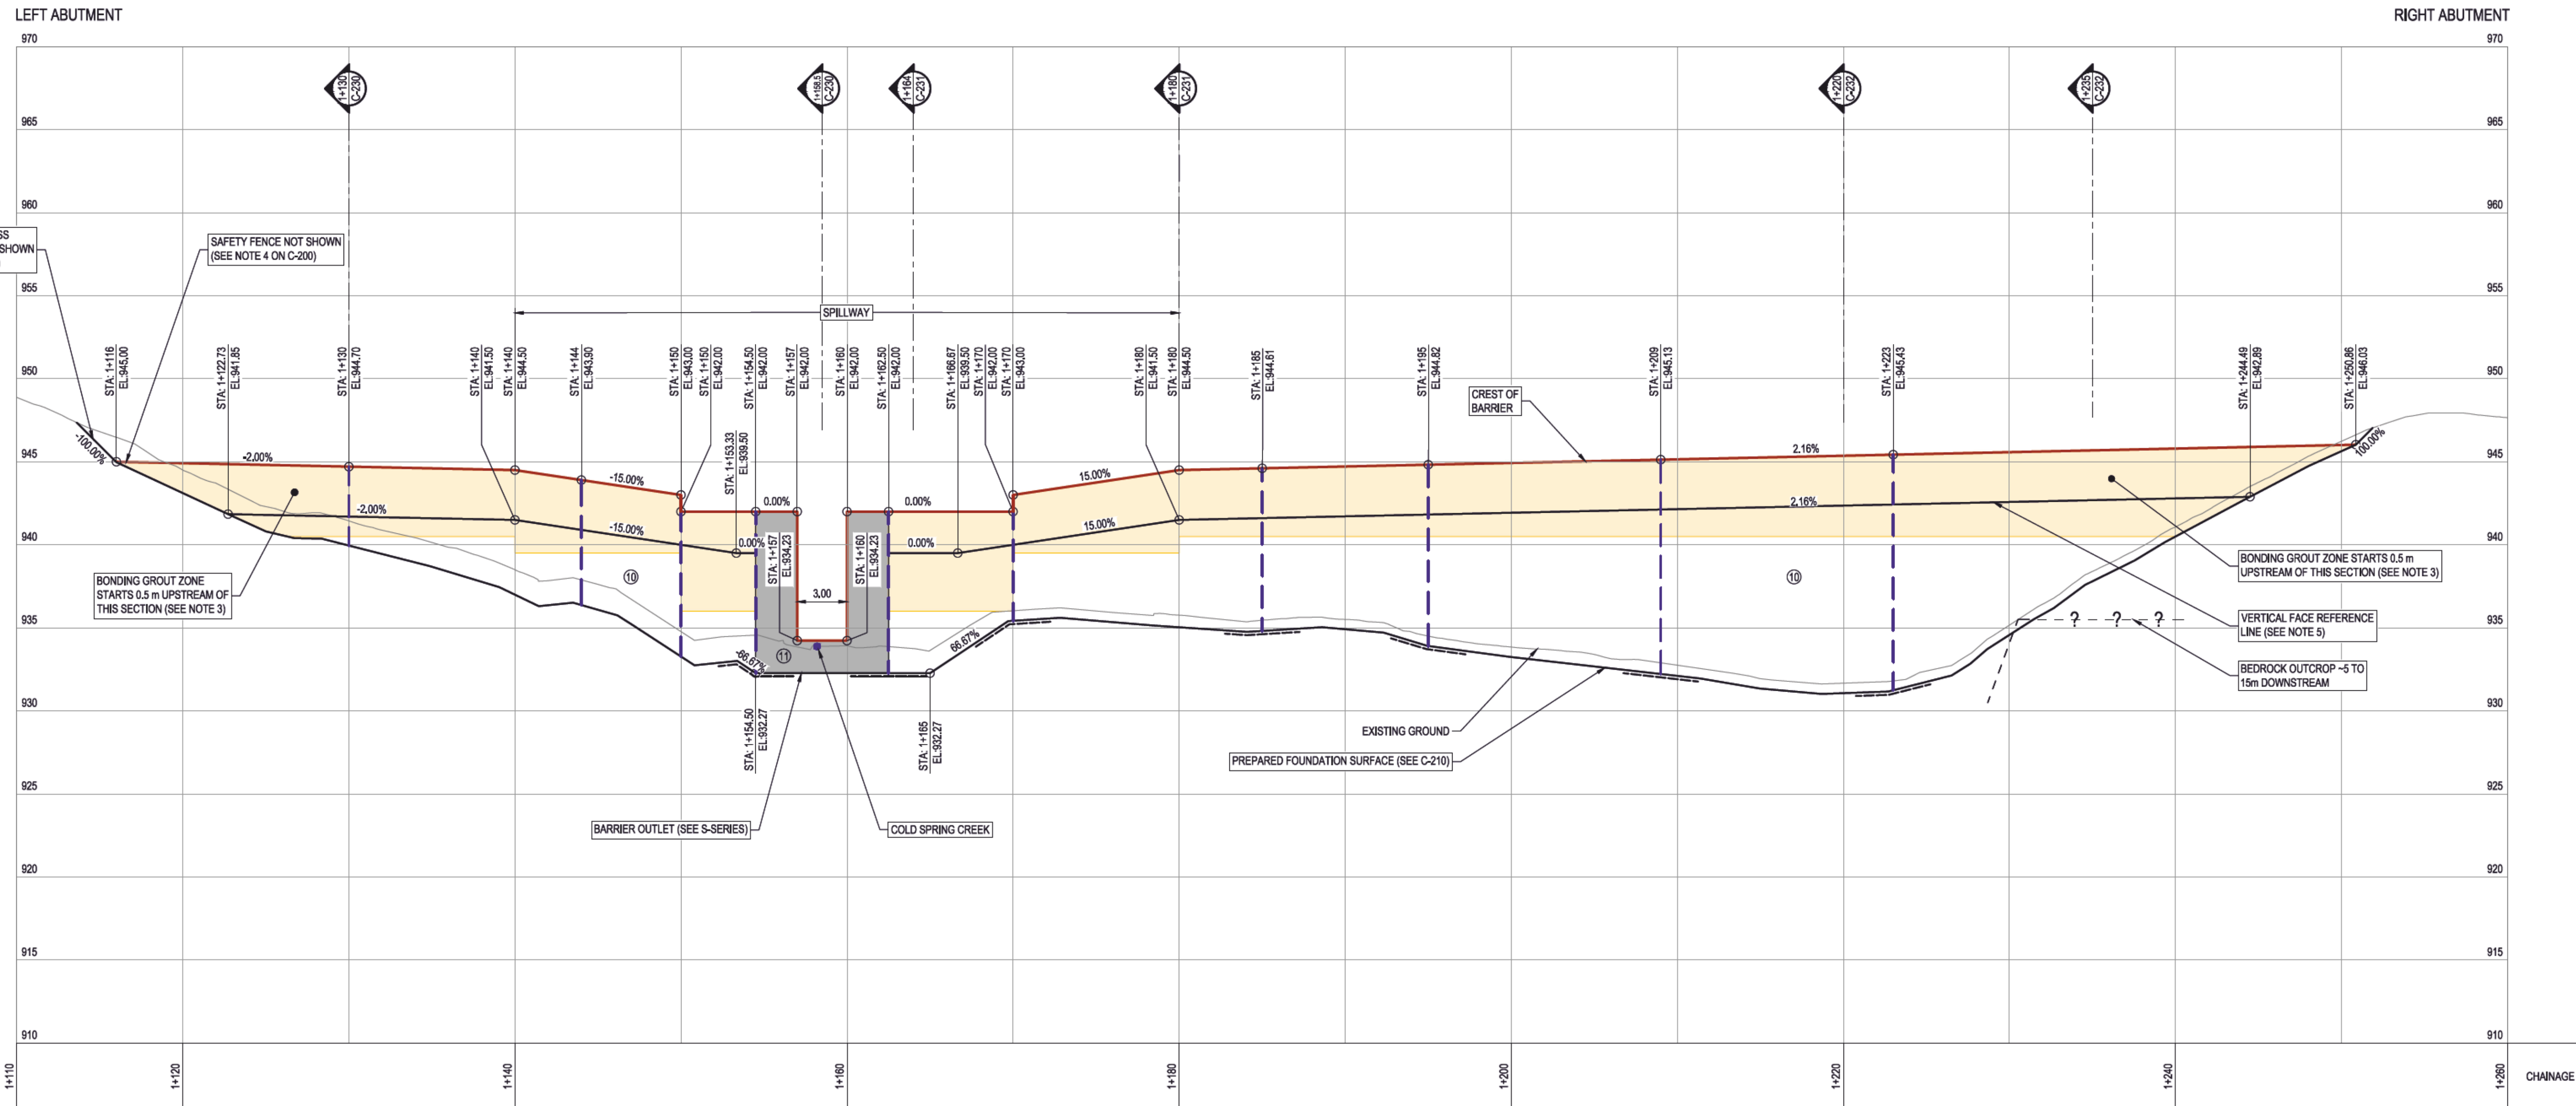 LEFT ABUTMENT
RIGHT ABUTMENT
970
970
1+130
C-230
1+158.5
C-230
1+164
C-231
1+180
C-231
1+220
C-232
1+235
C-232
965
965
960
960
SHOWN
SAFETY FENCE NOT SHOWN
(SEE NOTE 4 ON C-200)
955
955
SPILLWAY
STA: 1+116
EL:945.00
STA: 1+122.73
EL:941.85
STA: 1+130
EL:944.70
STA: 1+140
EL:941.50
STA: 1+140
EL:944.50
STA: 1+144
EL:943.90
STA: 1+150
EL:943.00
STA: 1+150
EL:942.00
STA: 1+154.50
EL:942.00
STA: 1+157
EL:942.00
STA: 1+160
EL:942.00
STA: 1+162.50
EL:942.00
STA: 1+166.67
EL:939.50
STA: 1+170
EL:942.00
STA: 1+170
EL:943.00
STA: 1+180
EL:941.50
STA: 1+180
EL:944.50
STA: 1+185
EL:944.61
STA: 1+195
EL:944.82
STA: 1+209
EL:945.13
STA: 1+223
EL:945.43
STA: 1+244.49
EL:942.89
STA: 1+250.86
EL:946.03
950
950
CREST OF
BARRIER
STA: 1+153.33
EL:939.50
-100.00%
-2.00%
-15.00%
0.00%
0.00%
15.00%
2.16%
100.00%
945
945
-2.00%
-15.00%
0.00%
0.00%
15.00%
2.16%
STA: 1+157
EL:934.23
STA: 1+160
EL:934.23
940
940
BONDING GROUT ZONE
STARTS 0.5 m UPSTREAM OF
THIS SECTION (SEE NOTE 3)
10
10
3.00
BONDING GROUT ZONE STARTS 0.5 m
UPSTREAM OF THIS SECTION (SEE NOTE 3)
935
935
? ? ?
VERTICAL FACE REFERENCE
LINE (SEE NOTE 5)
-66.67%
11
66.67%
BEDROCK OUTCROP ~5 TO
15m DOWNSTREAM
930
930
STA: 1+154.50
EL:932.27
STA: 1+165
EL:932.27
EXISTING GROUND
PREPARED FOUNDATION SURFACE (SEE C-210)
925
925
BARRIER OUTLET (SEE S-SERIES)
COLD SPRING CREEK
920
920
915
915
910
910
1+110
1+120
1+140
1+160
1+180
1+200
1+220
1+240
1+260
CHAINAGE